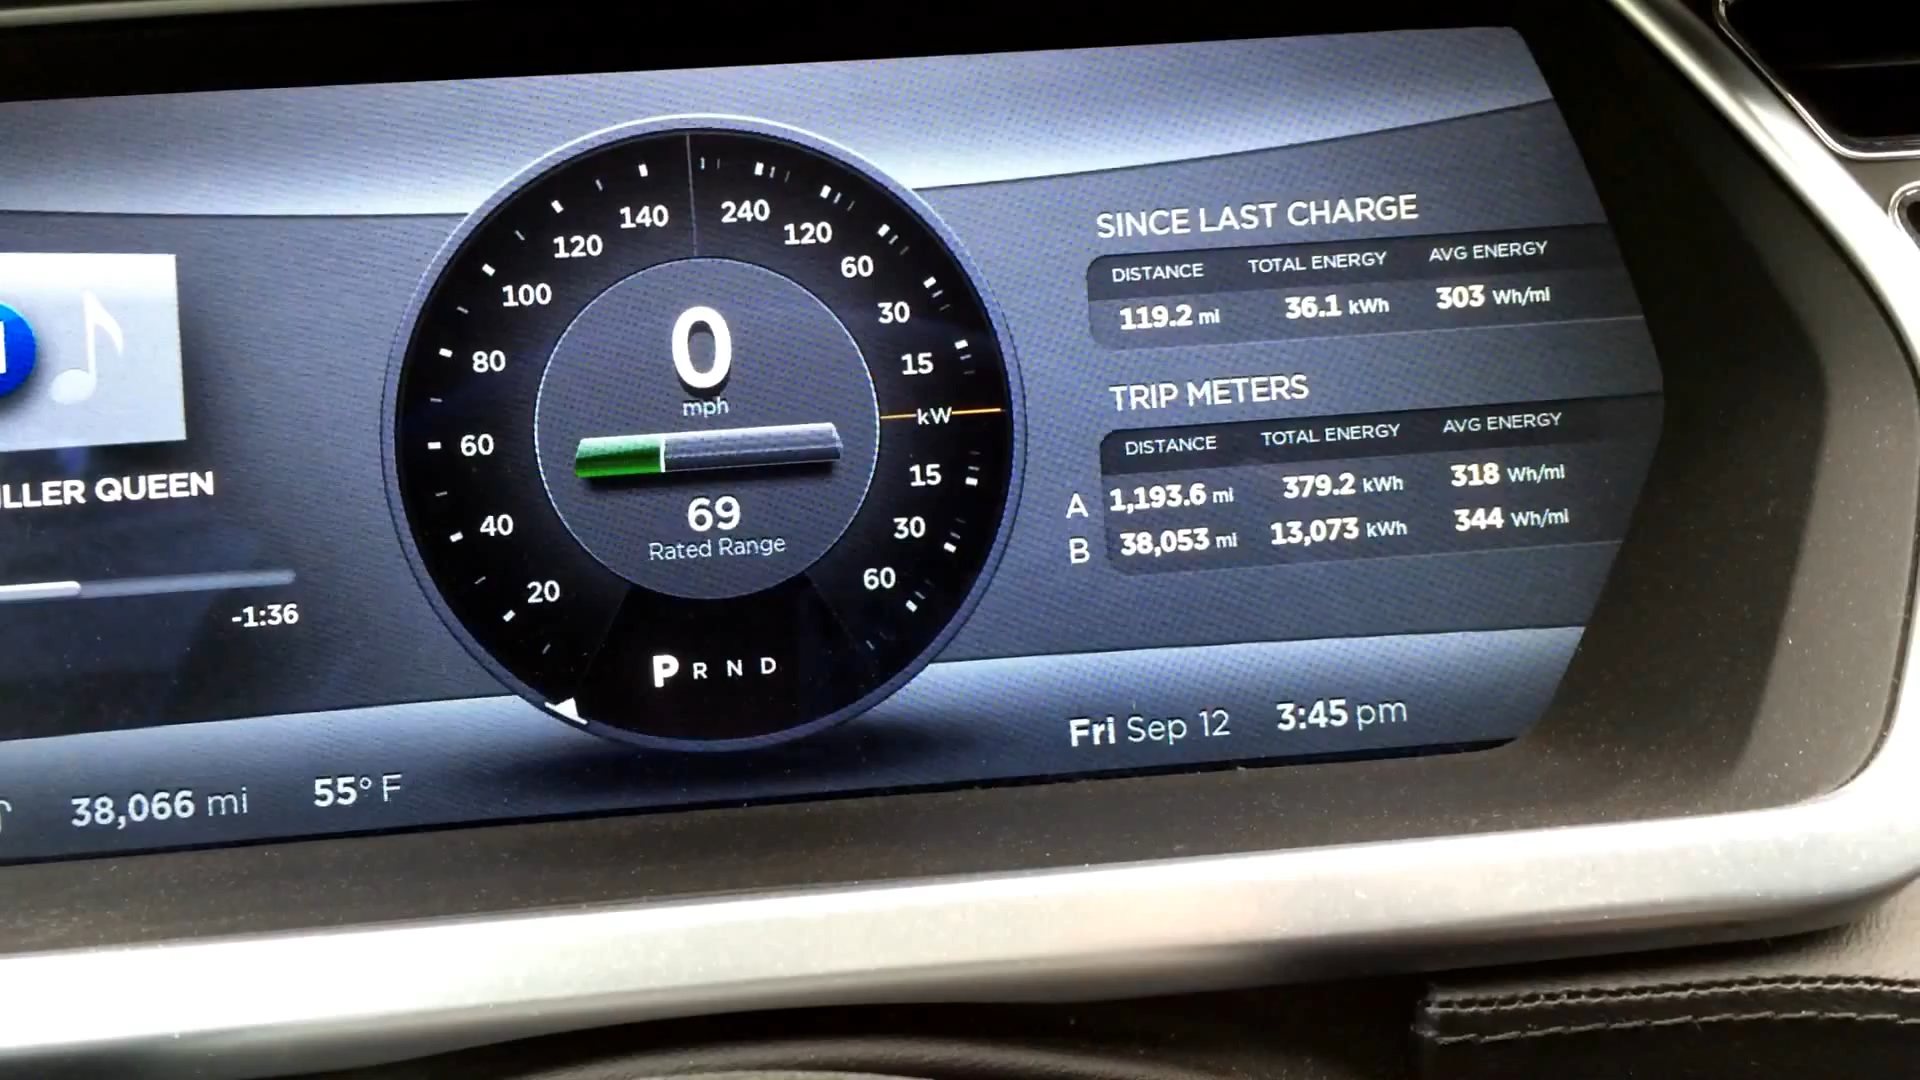 ILLER QUEEN
-1:36
38,066 mi
55° F
140
120
100
80
60
40
20
240
120
60
30
15
kW
15
30
60
0
mph
69
Rated Range
P R N D
SINCE LAST CHARGE
DISTANCE TOTAL ENERGY AVG ENERGY
119.2 mi 36.1 kWh 303 Wh/mi
TRIP METERS
DISTANCE TOTAL ENERGY AVG ENERGY
A 1,193.6 mi 379.2 kWh 318 Wh/mi
B 38,053 mi 13,073 kWh 344 Wh/mi
Fri Sep 12 3:45 pm